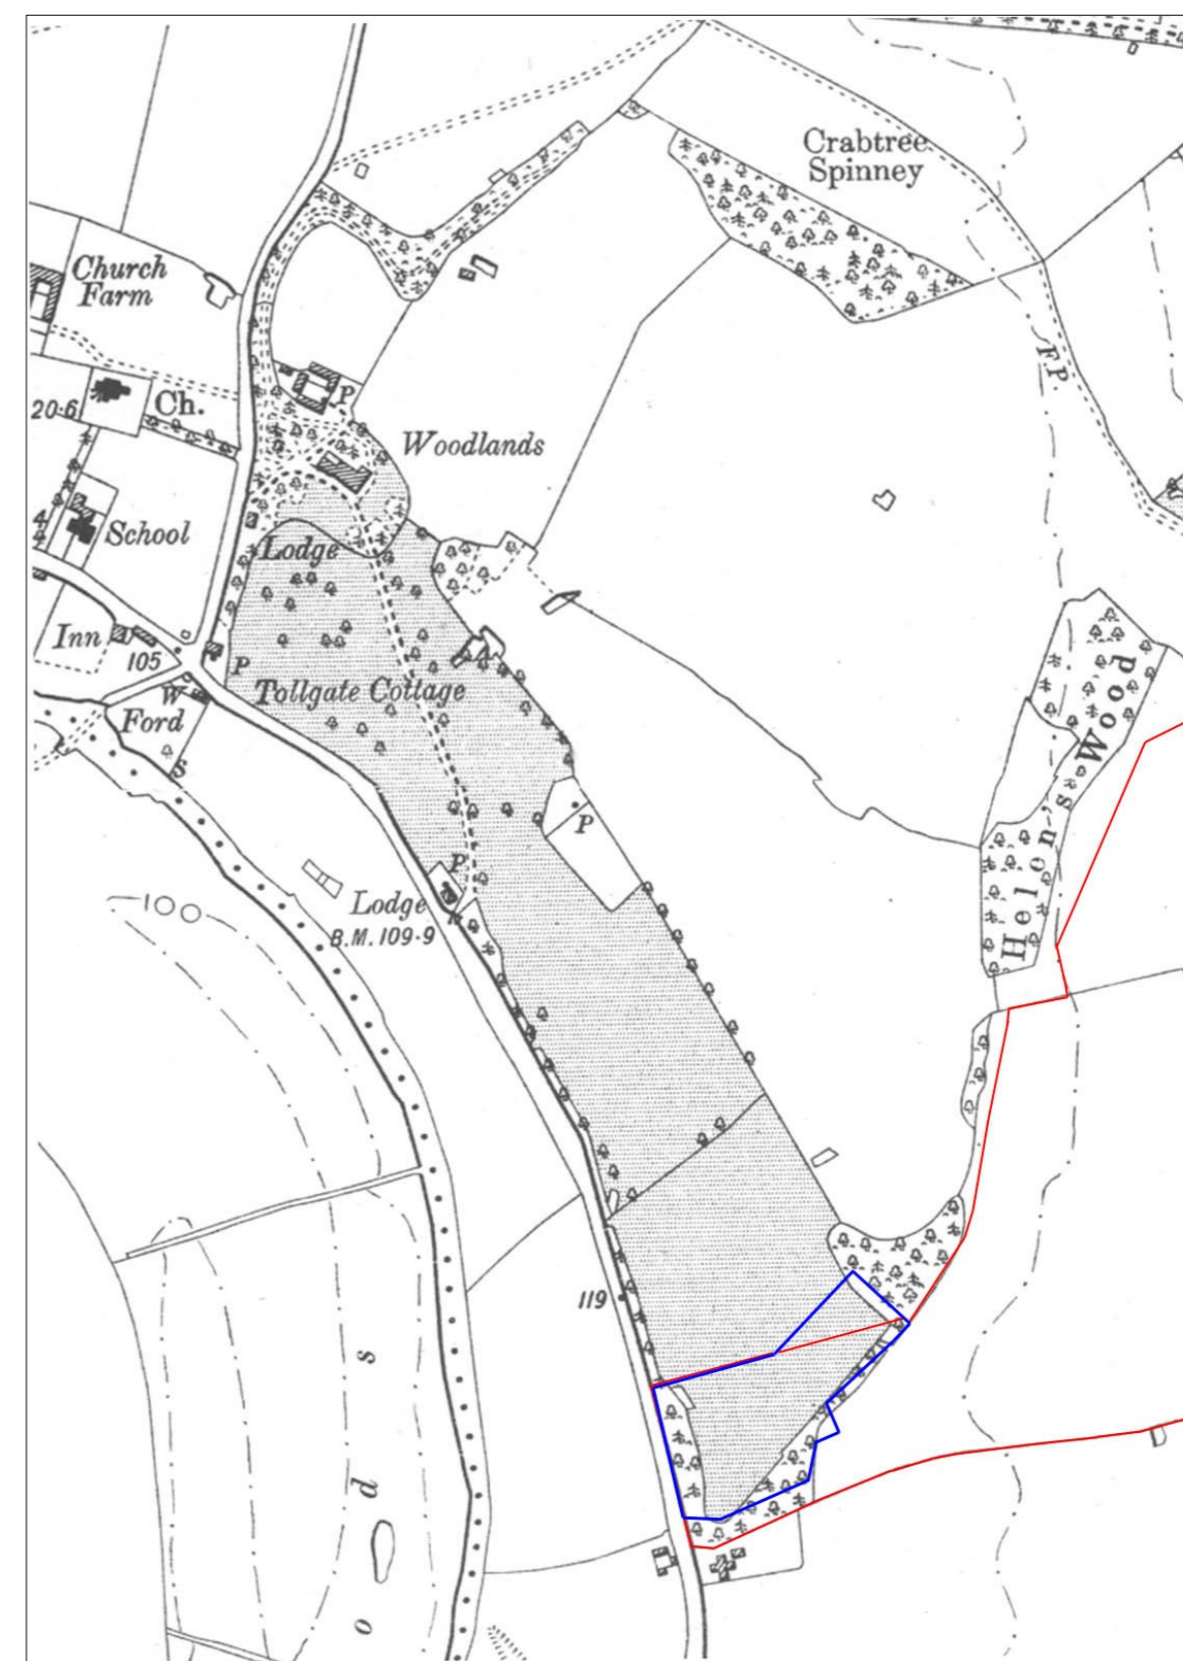 Crabtree
Spinney
Church
Farm
F.P.
P
20·6
Ch.
Woodlands
School
Lodge
Inn
105
P
W
Tollgate Cottage
Ford
S
Helon's Wood
P
P
Lodge
B.M. 109·9
100
119
o d s